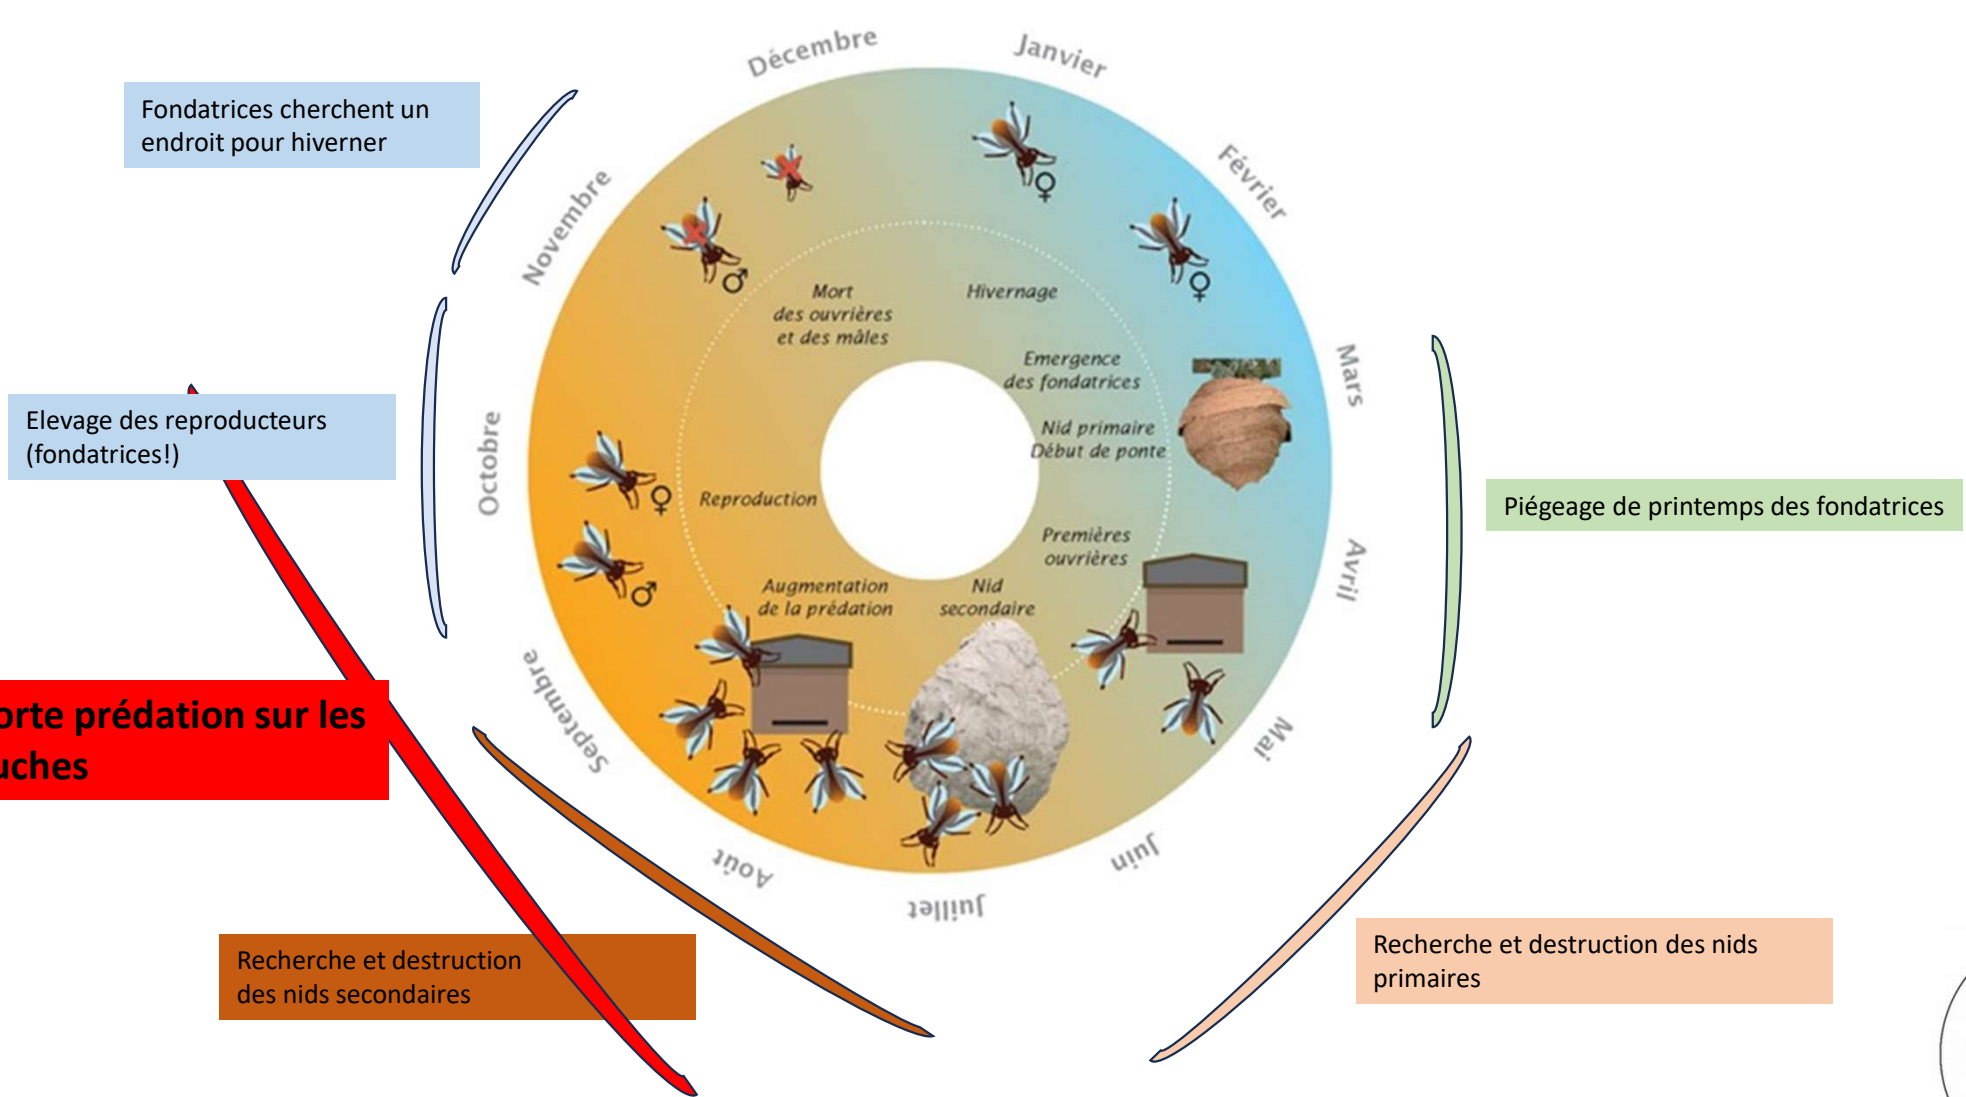 Décembre
Janvier
Février
Mars
Avril
Mai
Juin
Juillet
Août
Septembre
Octobre
Novembre
Fondatrices cherchent un
endroit pour hiverner
Elevage des reproducteurs
(fondatrices!)
orte prédation sur les
uches
Recherche et destruction
des nids secondaires
Recherche et destruction des nids
primaires
Piégeage de printemps des fondatrices
Mort
des ouvrières
et des mâles
Hivernage
Emergence
des fondatrices
Nid primaire
Début de ponte
Premières
ouvrières
Nid
secondaire
Augmentation
de la prédation
Reproduction